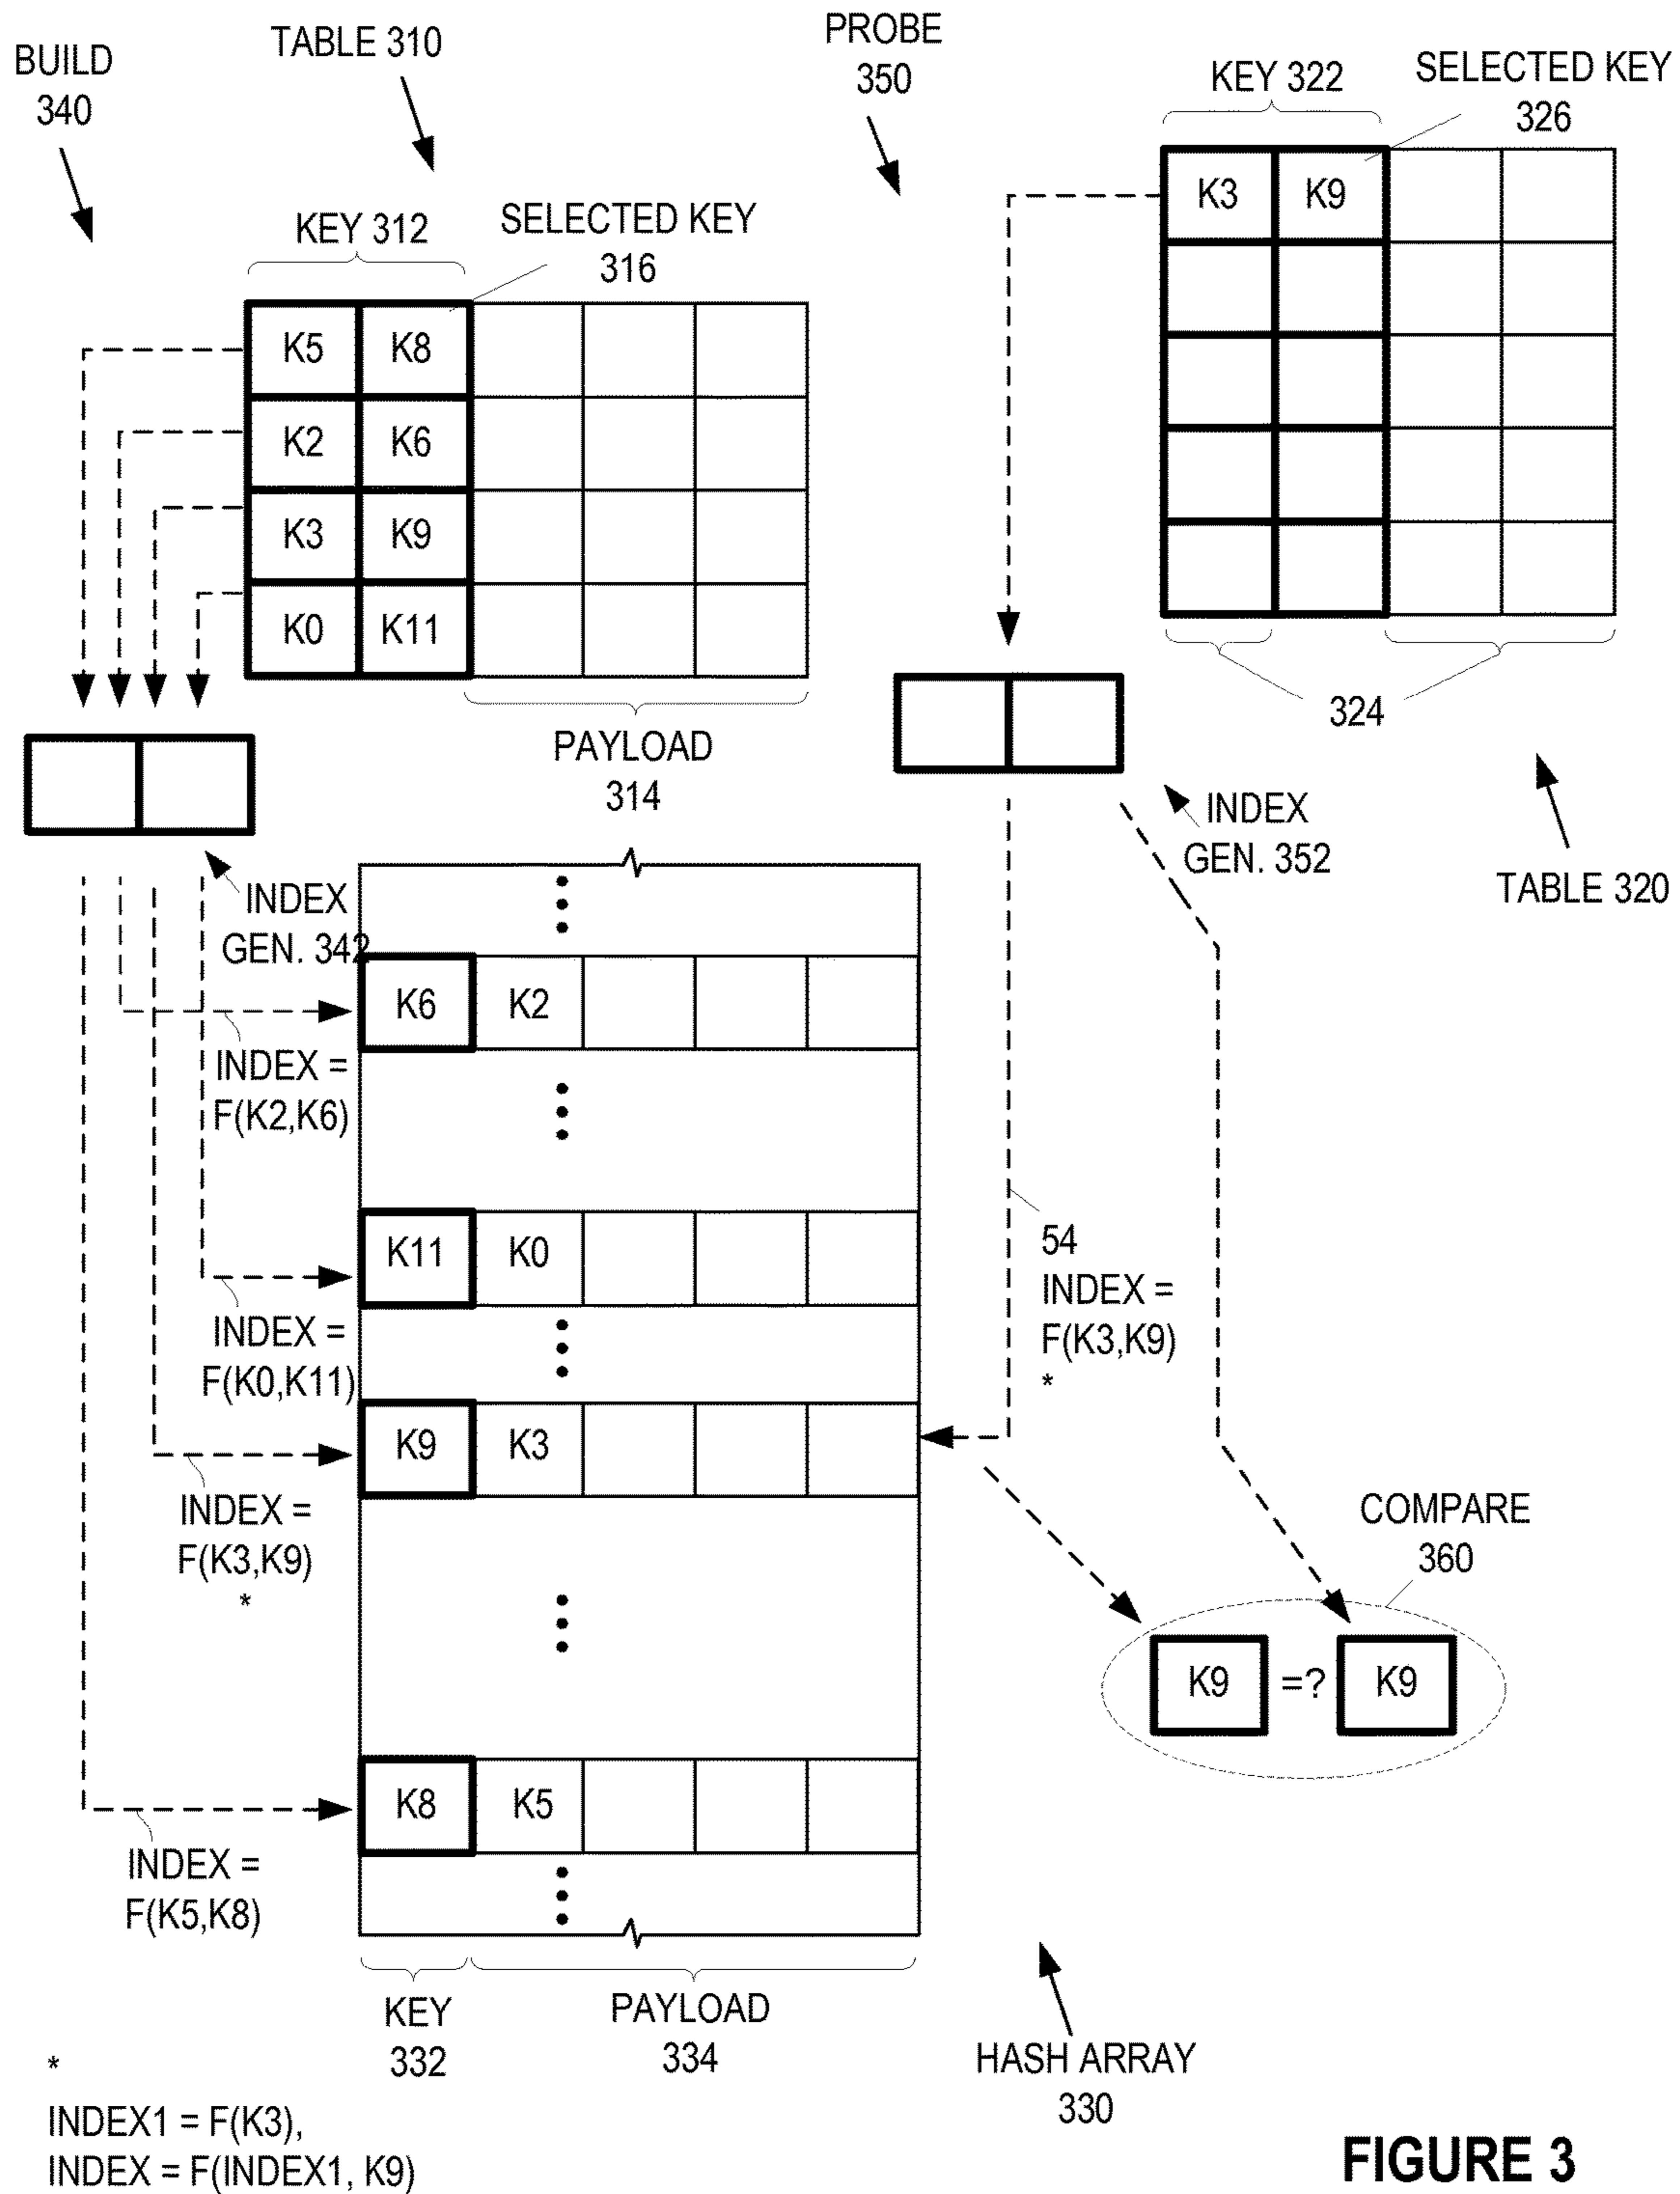 BUILD
340
TABLE 310
PROBE
350
KEY 322
SELECTED KEY
326
K3 K9
KEY 312
SELECTED KEY
316
K5 K8
K2 K6
K3 K9
K0 K11
PAYLOAD
314
324
INDEX
GEN. 352
TABLE 320
INDEX
GEN. 342
K6 K2
INDEX =
F(K2,K6)
K11 K0
INDEX =
F(K0,K11)
54
INDEX =
F(K3,K9)
*
K9 K3
INDEX =
F(K3,K9)
*
COMPARE
360
K9 =? K9
K8 K5
INDEX =
F(K5,K8)
KEY
332
PAYLOAD
334
HASH ARRAY
330
*
INDEX1 = F(K3),
INDEX = F(INDEX1, K9)
FIGURE 3